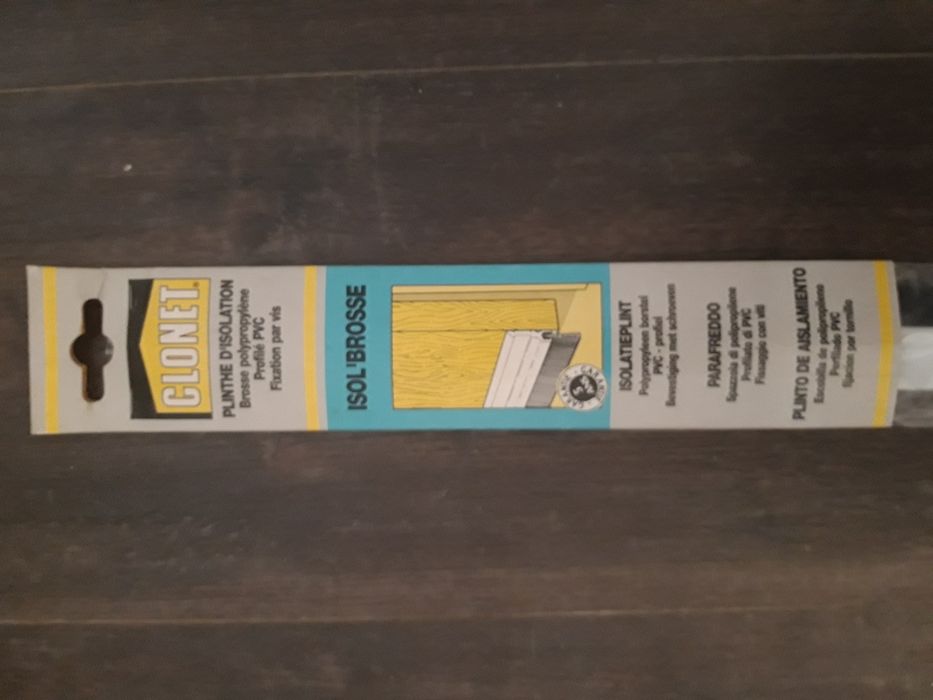 CLONET
PLINTHE D'ISOLATION
Brosse polypropylène
Profilé PVC
Fixation par vis
ISOL'BROSSE
ISOLATIEPLINT
Polypropyleen borstel
PVC - profiel
Bevestiging met schroeven
PARAFREDDO
Spazzola di polipropilene
Profilato di PVC
Fissaggio con viti
PLINTO DE AISLAMIENTO
Escobilla de polipropileno
Profilado PVC
fijacion por tornillo